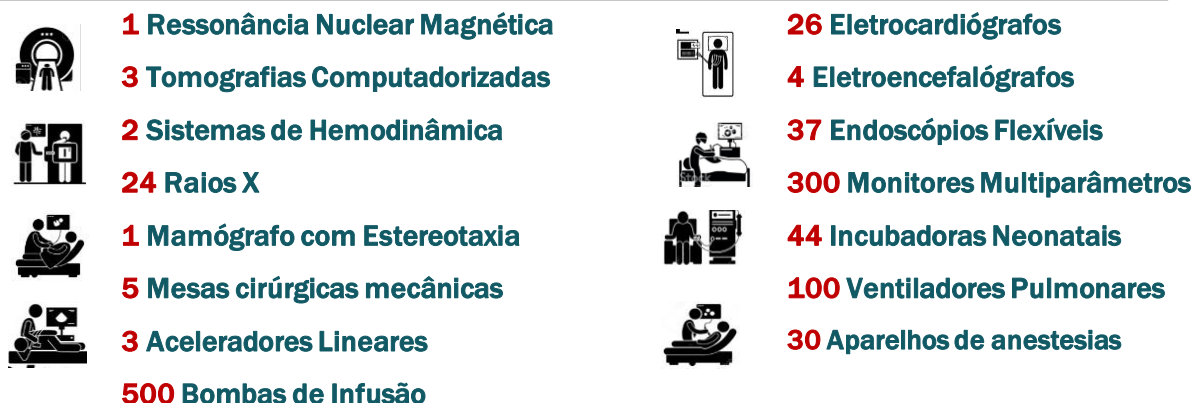 1 Ressonância Nuclear Magnética
3 Tomografias Computadorizadas
2 Sistemas de Hemodinâmica
24 Raios X
1 Mamógrafo com Estereotaxia
5 Mesas cirúrgicas mecânicas
3 Aceleradores Lineares
500 Bombas de Infusão
26 Eletrocardiógrafos
4 Eletroencefalógrafos
37 Endoscópios Flexíveis
300 Monitores Multiparâmetros
44 Incubadoras Neonatais
100 Ventiladores Pulmonares
30 Aparelhos de anestesias